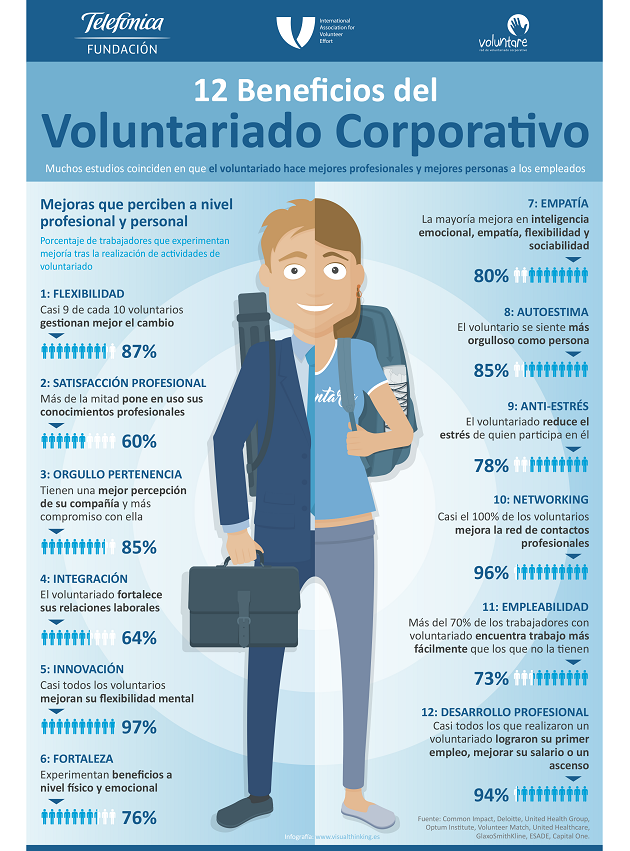 Telefónica
FUNDACIÓN
International
Association for
Volunteer
Effort
voluntare
red de voluntariado corporativo
12 Beneficios del
Voluntariado Corporativo
Muchos estudios coinciden en que el voluntariado hace mejores profesionales y mejores personas a los empleados
Mejoras que perciben a nivel
profesional y personal
Porcentaje de trabajadores que experimentan
mejoría tras la realización de actividades de
voluntariado
1: FLEXIBILIDAD
Casi 9 de cada 10 voluntarios
gestionan mejor el cambio
87%
2: SATISFACCIÓN PROFESIONAL
Más de la mitad pone en uso sus
conocimientos profesionales
60%
3: ORGULLO PERTENENCIA
Tienen una mejor percepción
de su compañía y más
compromiso con ella
85%
4: INTEGRACIÓN
El voluntariado fortalece
sus relaciones laborales
64%
5: INNOVACIÓN
Casi todos los voluntarios
mejoran su flexibilidad mental
97%
6: FORTALEZA
Experimentan beneficios a
nivel físico y emocional
76%
7: EMPATÍA
La mayoría mejora en inteligencia
emocional, empatía, flexibilidad y
sociabilidad
80%
8: AUTOESTIMA
El voluntario se siente más
orgulloso como persona
85%
9: ANTI-ESTRÉS
El voluntariado reduce el
estrés de quien participa en él
78%
10: NETWORKING
Casi el 100% de los voluntarios
mejora la red de contactos
profesionales
96%
11: EMPLEABILIDAD
Más del 70% de los trabajadores con
voluntariado encuentra trabajo más
fácilmente que los que no la tienen
73%
12: DESARROLLO PROFESIONAL
Casi todos los que realizaron un
voluntariado lograron su primer
empleo, mejorar su salario o un
ascenso
94%
Fuente: Common Impact, Deloitte, United Health Group,
Optum Institute, Volunteer Match, United Healthcare,
GlaxoSmithKline, ESADE, Capital One.
Infografía: www.visualthinking.es